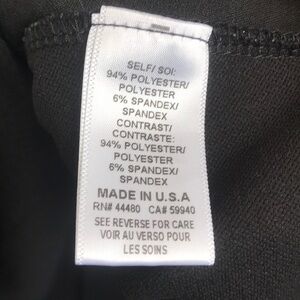 SELF/ SOI:
94% POLYESTER/
POLYESTER
6% SPANDEX/
SPANDEX
CONTRAST/
CONTRASTE:
94% POLYESTER/
POLYESTER
6% SPANDEX/
SPANDEX
MADE IN U.S.A
RN# 44480 CA# 59940
SEE REVERSE FOR CARE
VOIR AU VERSO POUR
LES SOINS